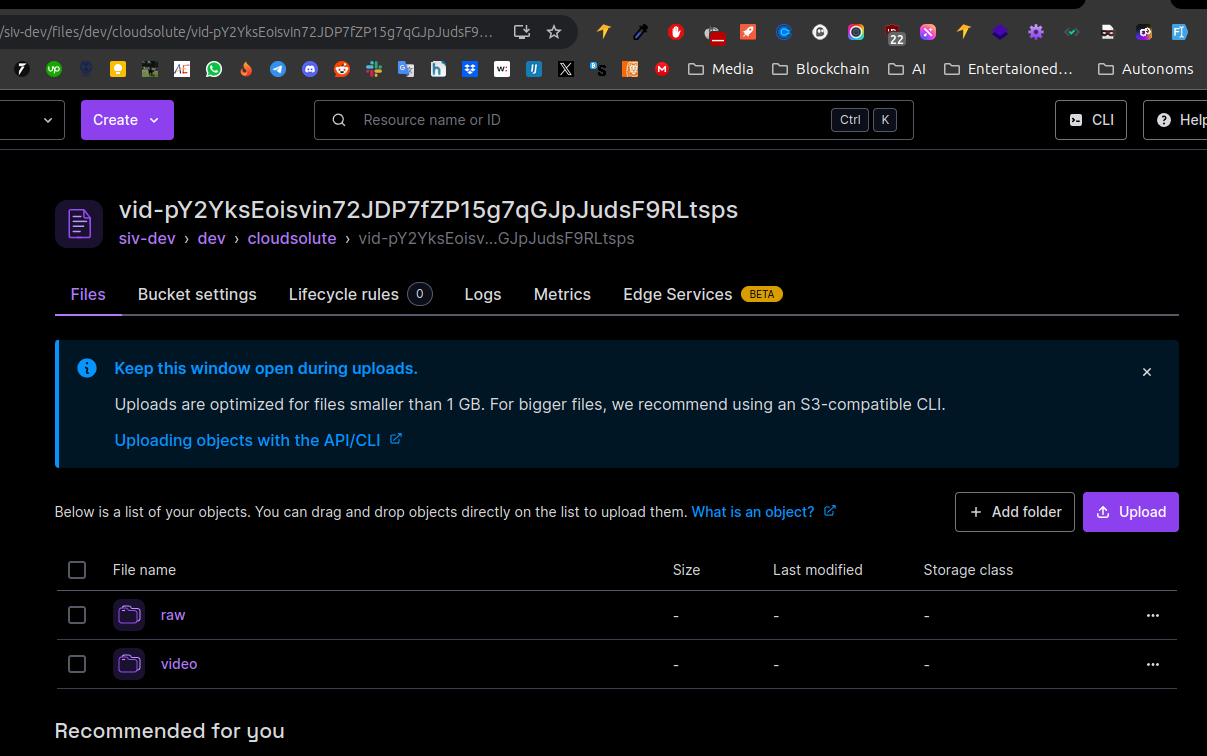 /siv-dev/files/dev/cloudsolute/vid-pY2YksEoisvin72JDP7fZP15g7qGJpJudsF9...
22
up
AE
w:
IJ
X
M
Media
Blockchain
AI
Entertaioned...
Autonoms
Create
Resource name or ID
Ctrl
K
CLI
Help
vid-pY2YksEoisvin72JDP7fZP15g7qGJpJudsF9RLtsps
siv-dev › dev › cloudsolute › vid-pY2YksEoisv...GJpJudsF9RLtsps
Files
Bucket settings
Lifecycle rules 0
Logs
Metrics
Edge Services BETA
Keep this window open during uploads.
Uploads are optimized for files smaller than 1 GB. For bigger files, we recommend using an S3-compatible CLI.
Uploading objects with the API/CLI
Below is a list of your objects. You can drag and drop objects directly on the list to upload them. What is an object?
+ Add folder
Upload
File name
Size
Last modified
Storage class
raw
-
-
-
video
-
-
-
Recommended for you